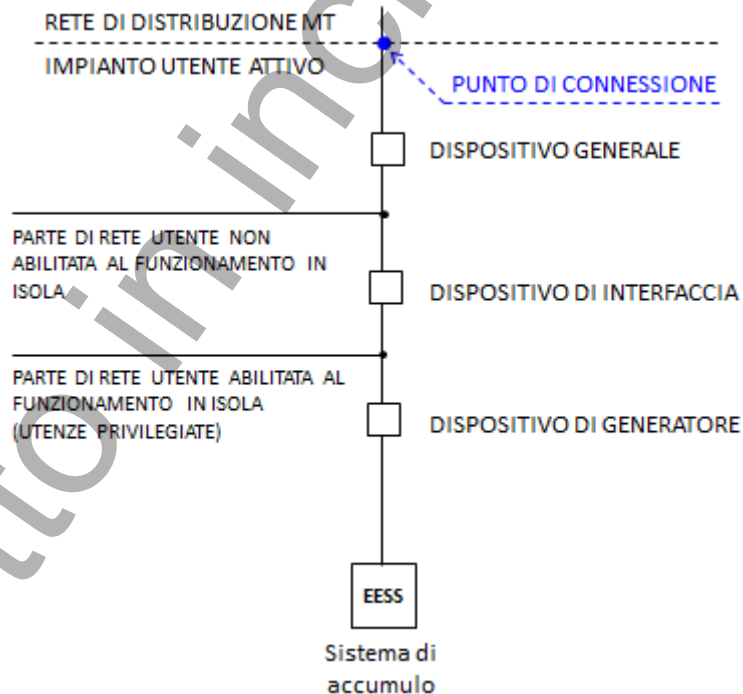 RETE DI DISTRIBUZIONE MT
IMPIANTO UTENTE ATTIVO
PUNTO DI CONNESSIONE
DISPOSITIVO GENERALE
PARTE DI RETE UTENTE NON
ABILITATA AL FUNZIONAMENTO IN
ISOLA
DISPOSITIVO DI INTERFACCIA
PARTE DI RETE UTENTE ABILITATA AL
FUNZIONAMENTO IN ISOLA
(UTENZE PRIVILEGIATE)
DISPOSITIVO DI GENERATORE
EESS
Sistema di
accumulo